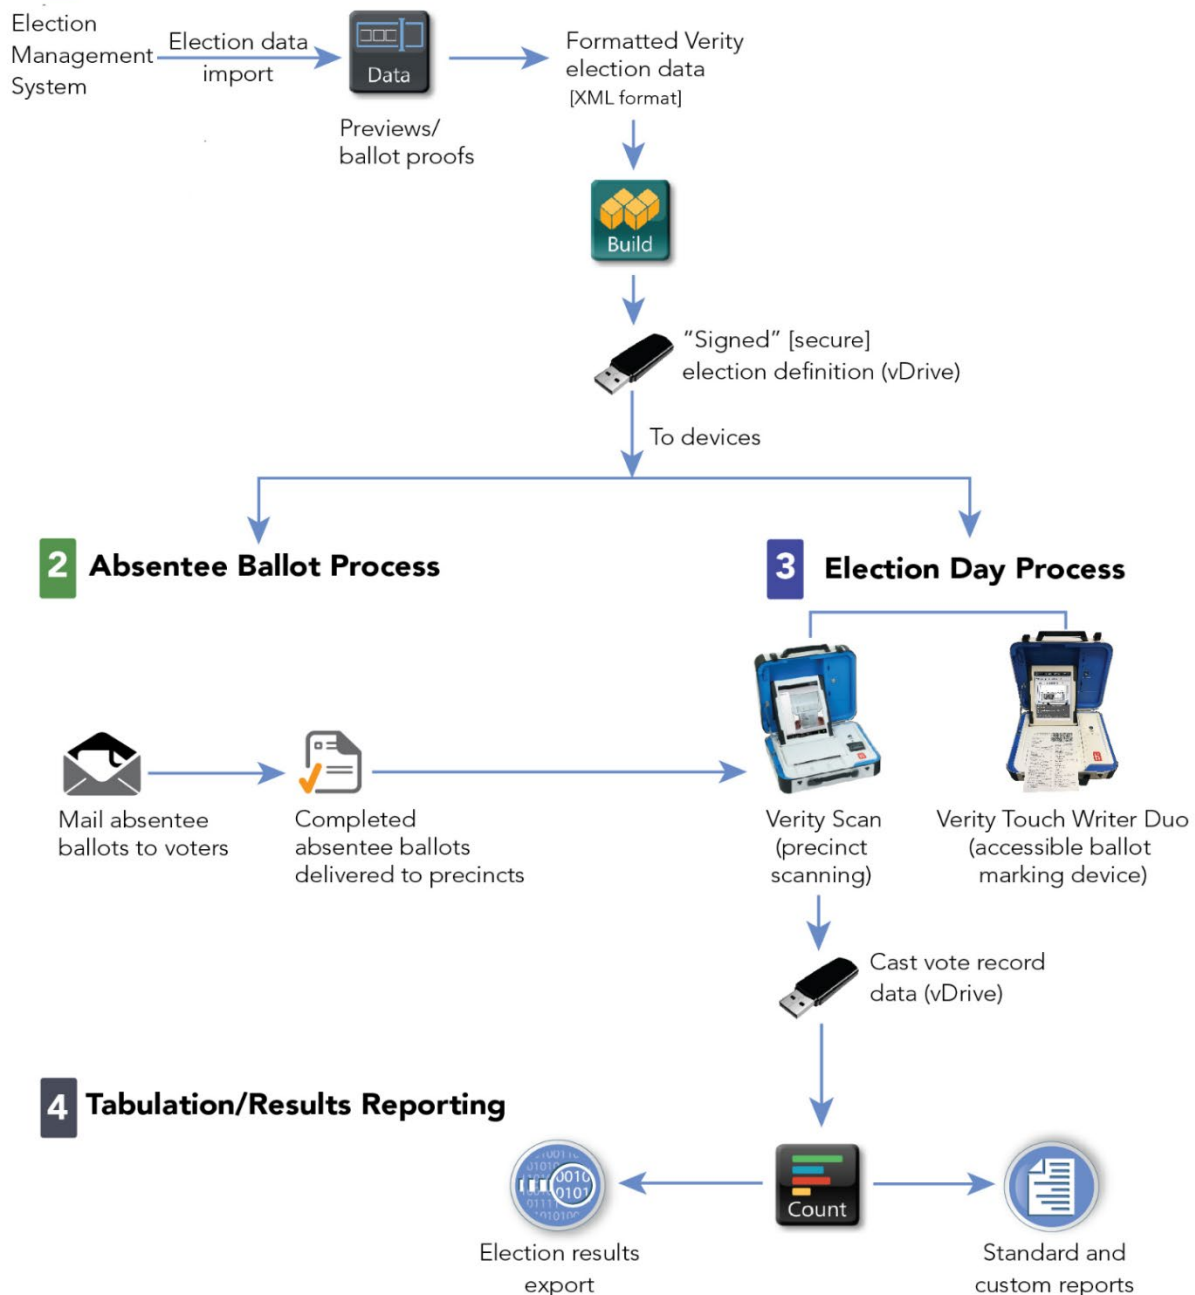 Election
Management
System
Election data
import
Data
Previews/
ballot proofs
Formatted Verity
election data
[XML format]
Build
"Signed" [secure]
election definition (vDrive)
To devices
2 Absentee Ballot Process
3 Election Day Process
Mail absentee
ballots to voters
Completed
absentee ballots
delivered to precincts
Verity Scan
(precinct
scanning)
Verity Touch Writer Duo
(accessible ballot
marking device)
Cast vote record
data (vDrive)
4 Tabulation/Results Reporting
0010
0101
Count
Election results
export
Standard and
custom reports